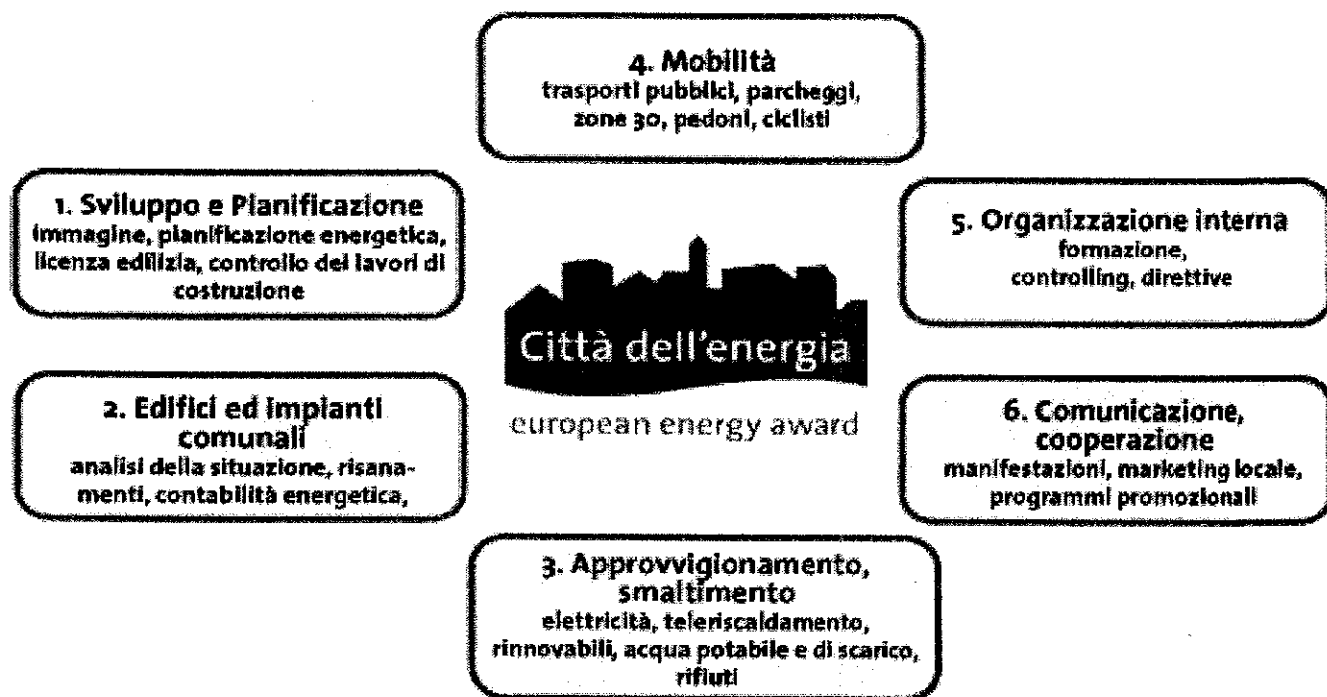 4. Mobilità
trasporti pubblici, parcheggi,
zone 30, pedoni, ciclisti
1. Sviluppo e Pianificazione
immagine, pianificazione energetica,
licenza edilizia, controllo dei lavori di
costruzione
5. Organizzazione interna
formazione,
controlling, direttive
Città dell'energia
european energy award
2. Edifici ed impianti
comunali
analisi della situazione, risana-
menti, contabilità energetica,
6. Comunicazione,
cooperazione
manifestazioni, marketing locale,
programmi promozionali
3. Approvvigionamento,
smaltimento
elettricità, teleriscaldamento,
rinnovabili, acqua potabile e di scarico,
rifiuti